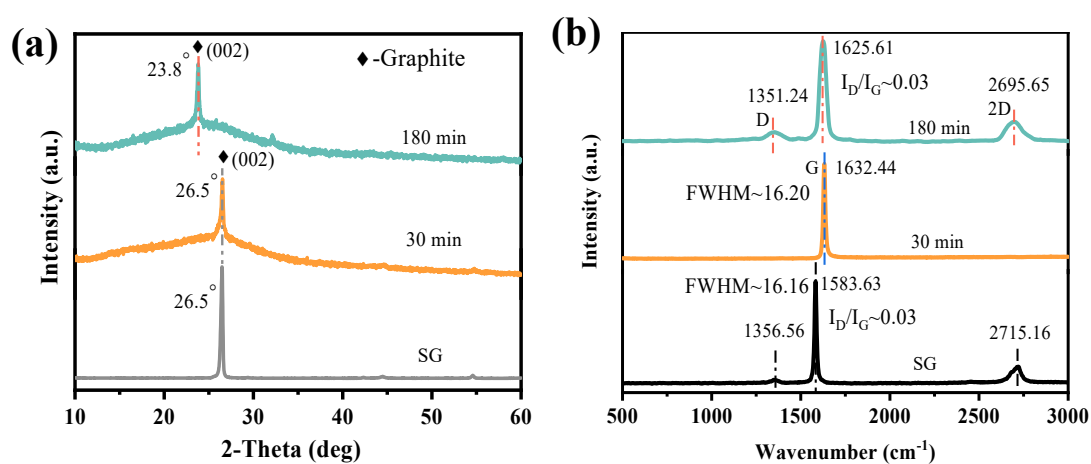 (a)
(002)
◆-Graphite
23.8°
180 min
(002)
26.5°
30 min
26.5°
SG
10 20 30 40 50 60
2-Theta (deg)
Intensity (a.u.)
(b)
1625.61
I_D/I_G~0.03
1351.24
D
2695.65
2D
180 min
G
1632.44
FWHM~16.20
30 min
FWHM~16.16
1583.63
I_D/I_G~0.03
1356.56
2715.16
SG
500 1000 1500 2000 2500 3000
Wavenumber (cm⁻¹)
Intensity (a.u.)